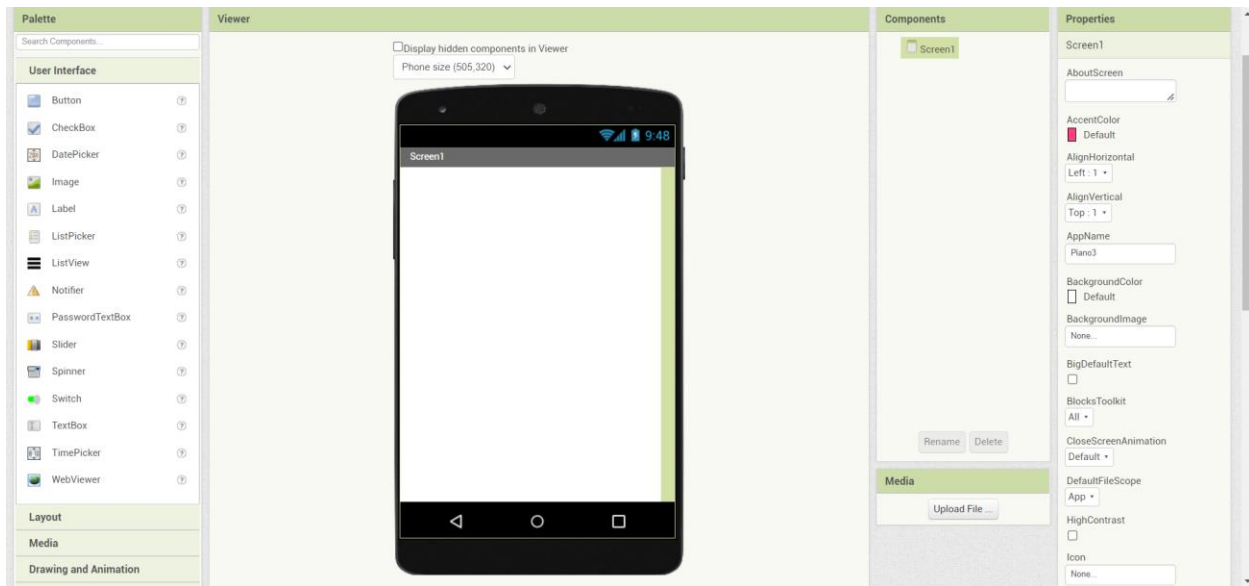 Palette
Search Components...
User Interface
Button
CheckBox
DatePicker
Image
Label
ListPicker
ListView
Notifier
PasswordTextBox
Slider
Spinner
Switch
TextBox
TimePicker
WebViewer
Layout
Media
Drawing and Animation
Viewer
Display hidden components in Viewer
Phone size (505,320)
9:48
Screen1
Components
Screen1
Rename Delete
Media
Upload File ...
Properties
Screen1
AboutScreen
AccentColor
Default
AlignHorizontal
Left : 1
AlignVertical
Top : 1
AppName
Plano3
BackgroundColor
Default
BackgroundImage
None...
BigDefaultText
BlocksToolkit
All
CloseScreenAnimation
Default
DefaultFileScope
App
HighContrast
Icon
None...